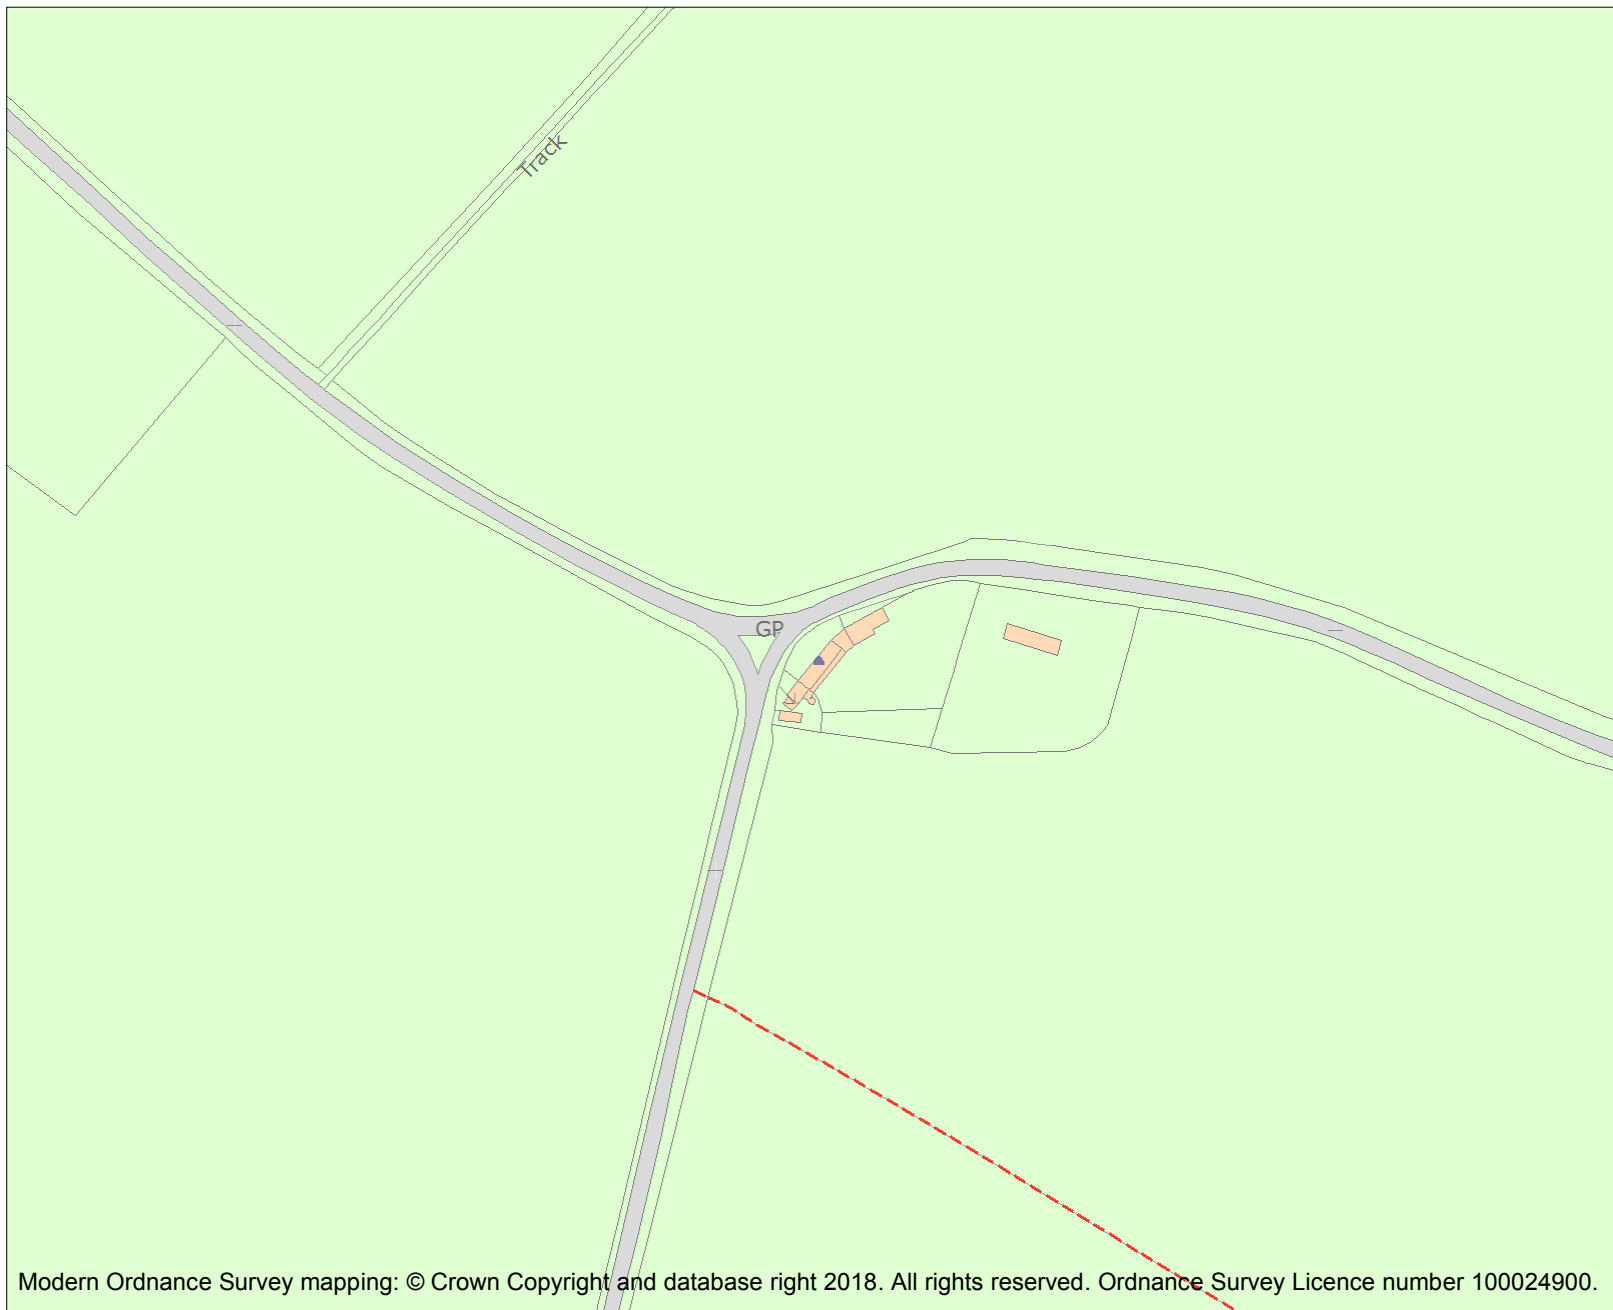 Track
GP
Modern Ordnance Survey mapping: © Crown Copyright and database right 2018. All rights reserved. Ordnance Survey Licence number 100024900.